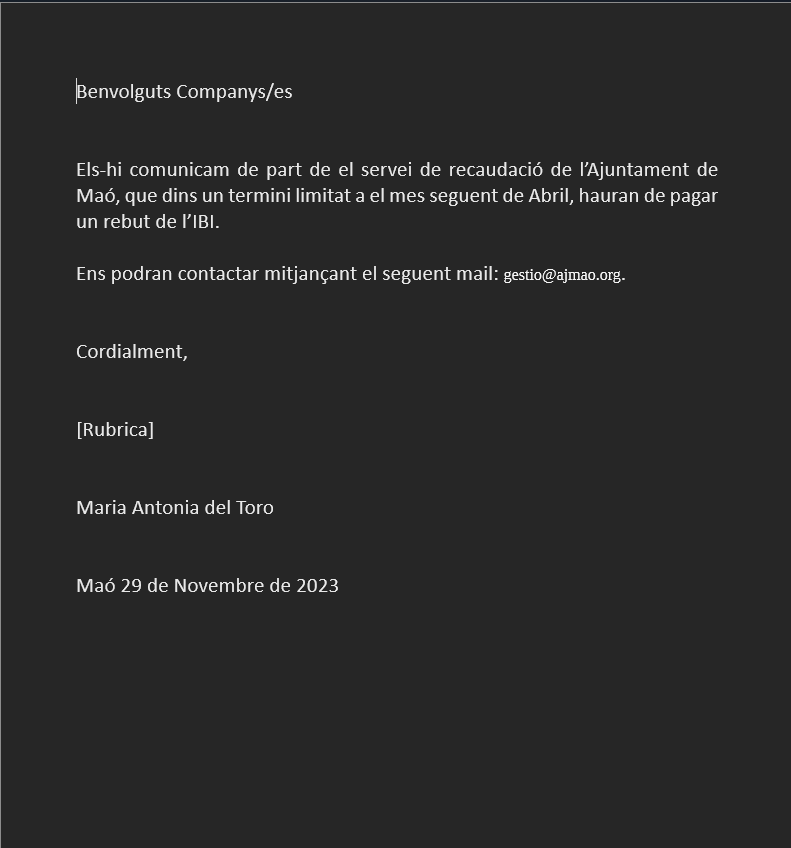 Benvolguts Companys/es
Els-hi comunicam de part de el servei de recaudació de l’Ajuntament de
Maó, que dins un termini limitat a el mes seguent de Abril, hauran de pagar
un rebut de l’IBI.
Ens podran contactar mitjançant el seguent mail: gestio@ajmao.org.
Cordialment,
[Rubrica]
Maria Antonia del Toro
Maó 29 de Novembre de 2023